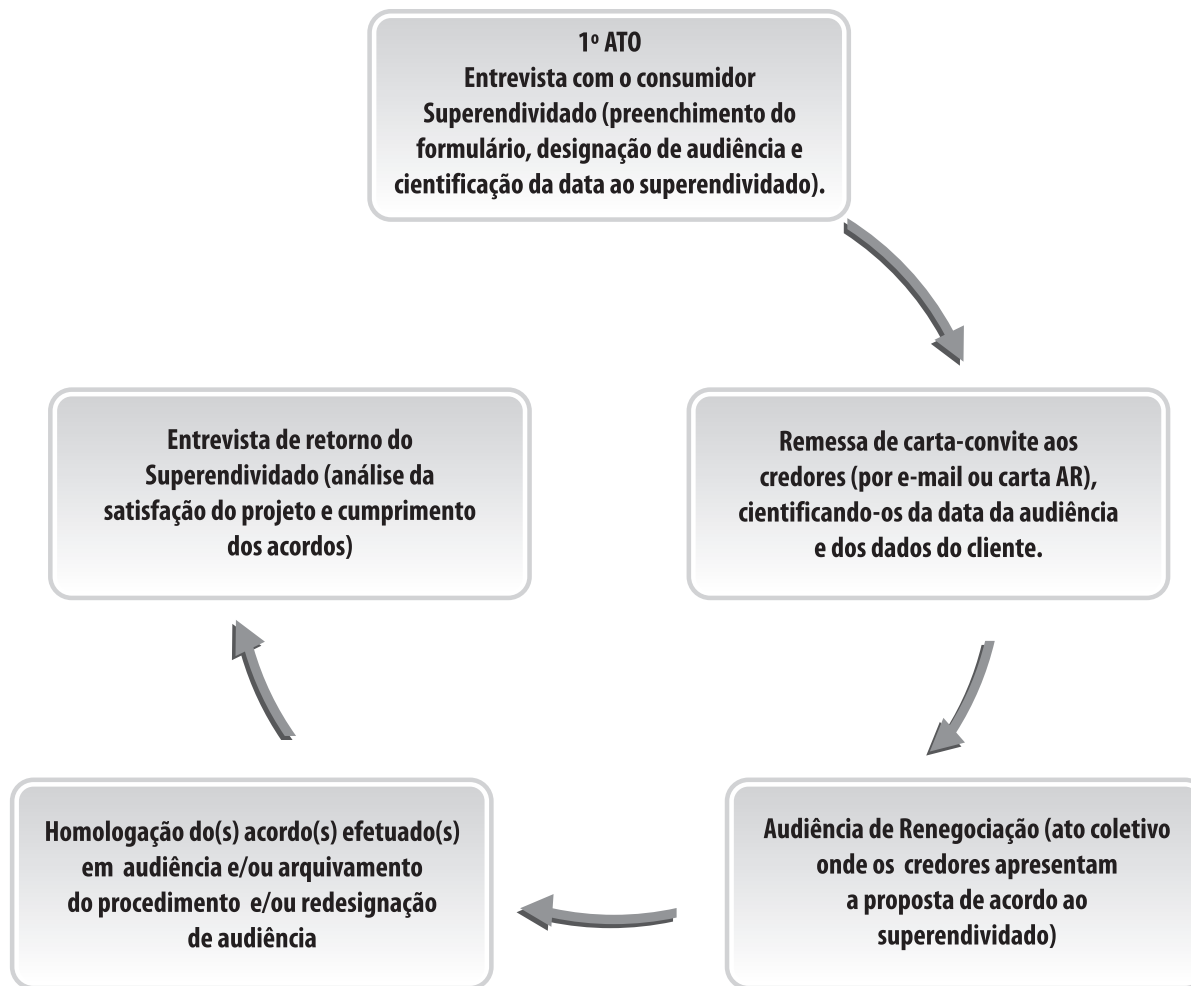 1º ATO
Entrevista com o consumidor
Superendividado (preenchimento do
formulário, designação de audiência e
cientificação da data ao superendividado).
Remessa de carta-convite aos
credores (por e-mail ou carta AR),
cientificando-os da data da audiência
e dos dados do cliente.
Audiência de Renegociação (ato coletivo
onde os credores apresentam
a proposta de acordo ao
superendividado)
Homologação do(s) acordo(s) efetuado(s)
em audiência e/ou arquivamento
do procedimento e/ou redesignação
de audiência
Entrevista de retorno do
Superendividado (análise da
satisfação do projeto e cumprimento
dos acordos)